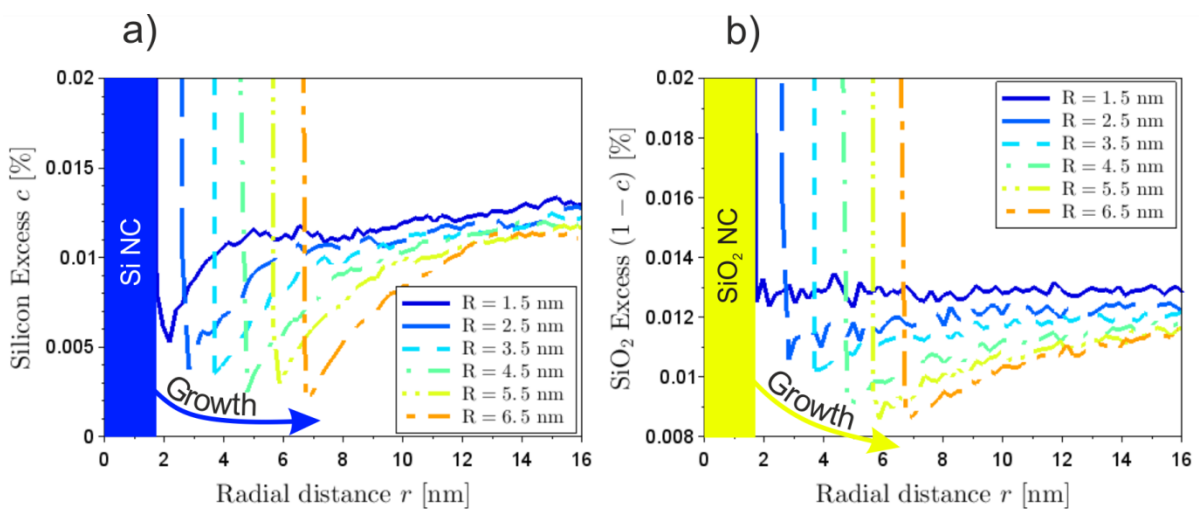 a)
Silicon Excess c [%]
0.02
0.015
0.01
0.005
0
Si NC
Growth
R = 1.5 nm
R = 2.5 nm
R = 3.5 nm
R = 4.5 nm
R = 5.5 nm
R = 6.5 nm
0 2 4 6 8 10 12 14 16
Radial distance r [nm]
b)
SiO₂ Excess (1 − c) [%]
0.02
0.018
0.016
0.014
0.012
0.01
0.008
SiO₂ NC
Growth
R = 1.5 nm
R = 2.5 nm
R = 3.5 nm
R = 4.5 nm
R = 5.5 nm
R = 6.5 nm
0 2 4 6 8 10 12 14 16
Radial distance r [nm]